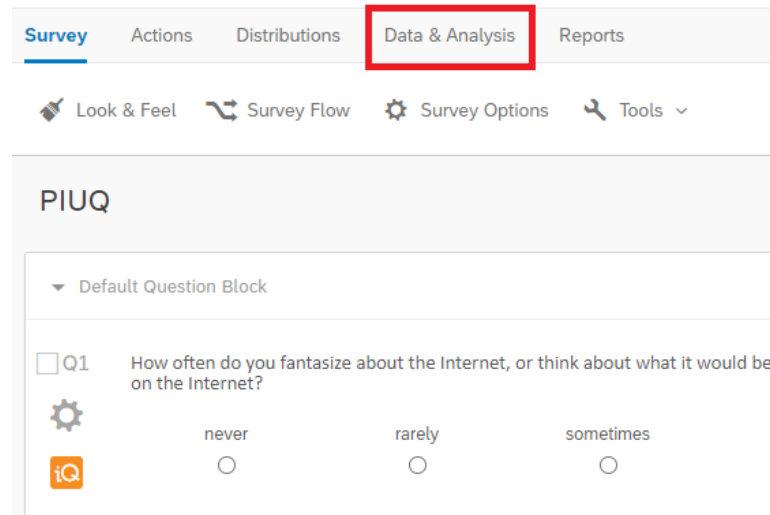 Survey Actions Distributions Data & Analysis Reports
Look & Feel Survey Flow Survey Options Tools
PIUQ
Default Question Block
Q1 How often do you fantasize about the Internet, or think about what it would be
on the Internet?
never rarely sometimes
iQ